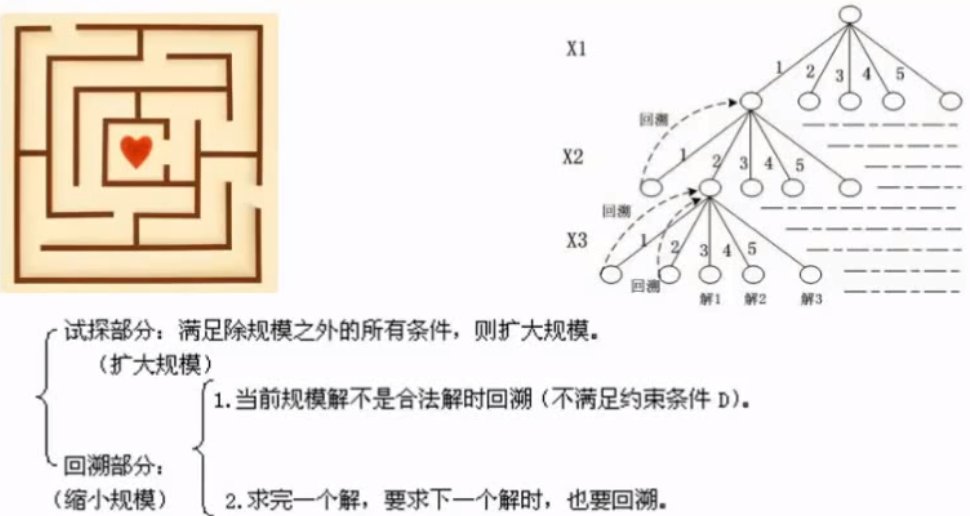 X1
1 2 3 4 5
回溯
X2
1 2 3 4 5
回溯
X3
1 2 3 4 5
回溯
解1 解2 解3
试探部分：满足除规模之外的所有条件，则扩大规模。
（扩大规模）
1.当前规模解不是合法解时回溯（不满足约束条件 D）。
回溯部分：
（缩小规模）
2.求完一个解，要求下一个解时，也要回溯。